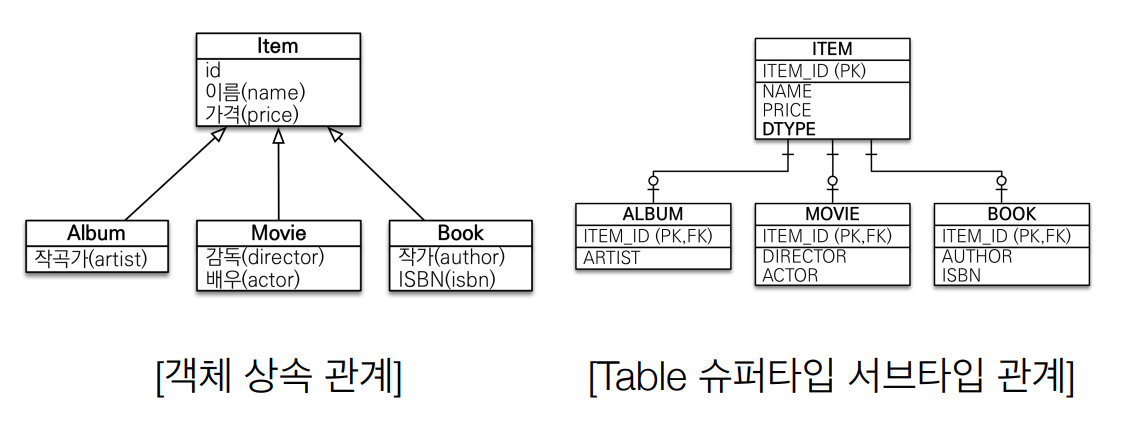 Item
id
이름(name)
가격(price)
Album
작곡가(artist)
Movie
감독(director)
배우(actor)
Book
작가(author)
ISBN(isbn)
[객체 상속 관계]
ITEM
ITEM_ID (PK)
NAME
PRICE
DTYPE
ALBUM
ITEM_ID (PK,FK)
ARTIST
MOVIE
ITEM_ID (PK,FK)
DIRECTOR
ACTOR
BOOK
ITEM_ID (PK,FK)
AUTHOR
ISBN
[Table 슈퍼타입 서브타입 관계]